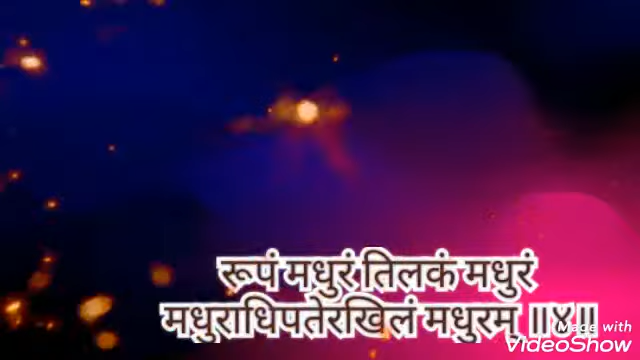 रूपं मधुरं तिलकं मधुरं
मधुराधिपतेरखिलं मधुरम् ॥४॥
Made with
VideoShow